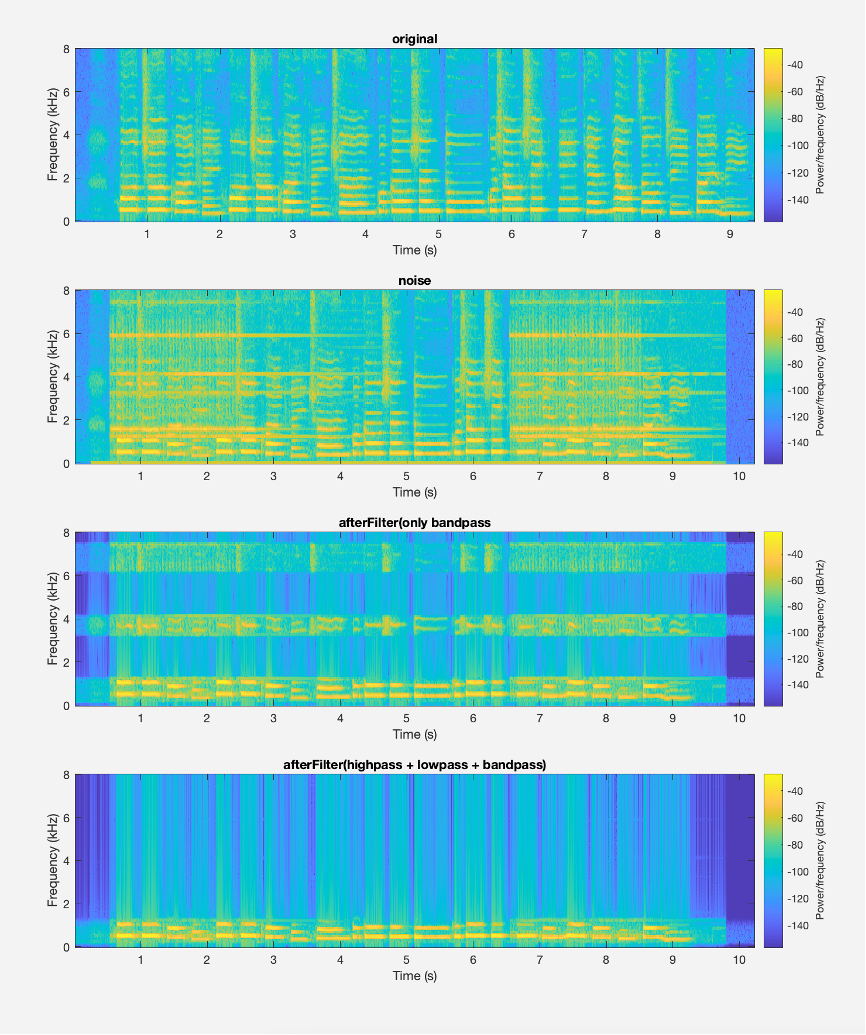 original
8
6
4
2
0
Frequency (kHz)
1 2 3 4 5 6 7 8 9
Time (s)
-40
-60
-80
-100
-120
-140
Power/frequency (dB/Hz)
noise
8
6
4
2
0
Frequency (kHz)
1 2 3 4 5 6 7 8 9 10
Time (s)
-40
-60
-80
-100
-120
-140
Power/frequency (dB/Hz)
afterFilter(only bandpass
8
6
4
2
0
Frequency (kHz)
1 2 3 4 5 6 7 8 9 10
Time (s)
-40
-60
-80
-100
-120
-140
Power/frequency (dB/Hz)
afterFilter(highpass + lowpass + bandpass)
8
6
4
2
0
Frequency (kHz)
1 2 3 4 5 6 7 8 9 10
Time (s)
-40
-60
-80
-100
-120
-140
Power/frequency (dB/Hz)